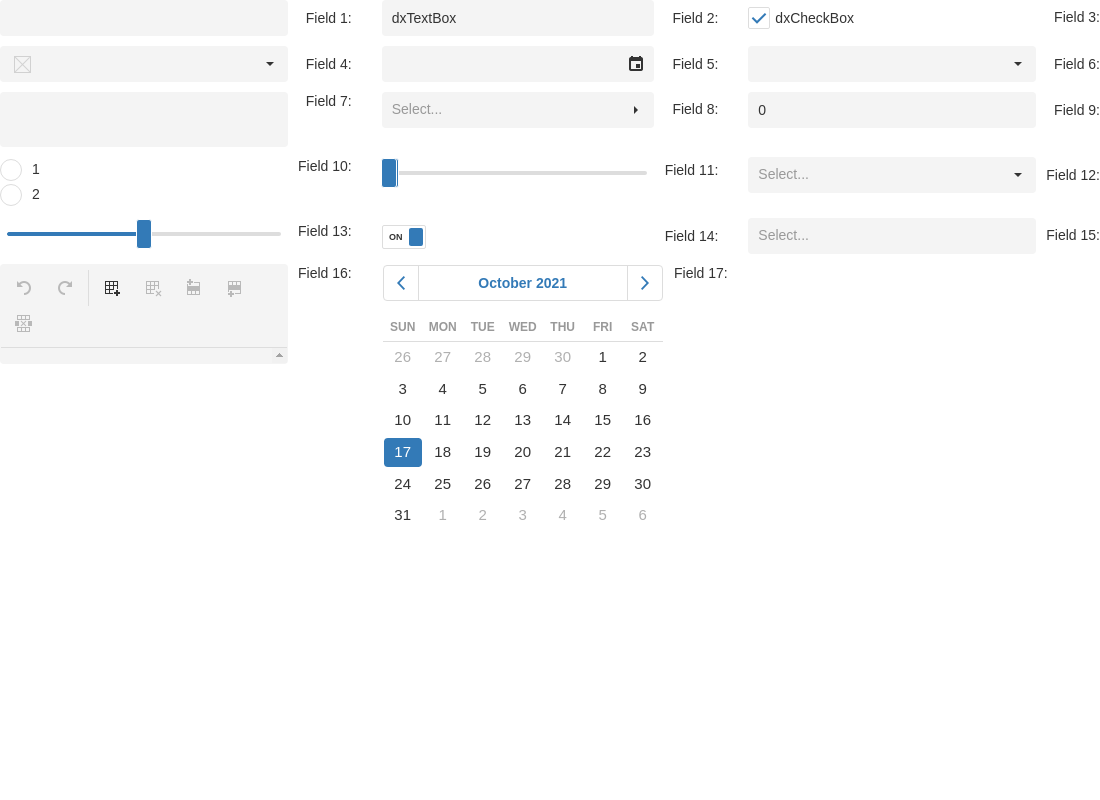 Field 1: dxTextBox Field 2: dxCheckBox Field 3:
Field 4: Field 5: Field 6:
Field 7: Select... Field 8: 0 Field 9:
1
2
Field 10: Field 11: Select... Field 12:
Field 13: ON Field 14: Select... Field 15:
Field 16: October 2021 Field 17:
SUN MON TUE WED THU FRI SAT
26 27 28 29 30 1 2
3 4 5 6 7 8 9
10 11 12 13 14 15 16
17 18 19 20 21 22 23
24 25 26 27 28 29 30
31 1 2 3 4 5 6